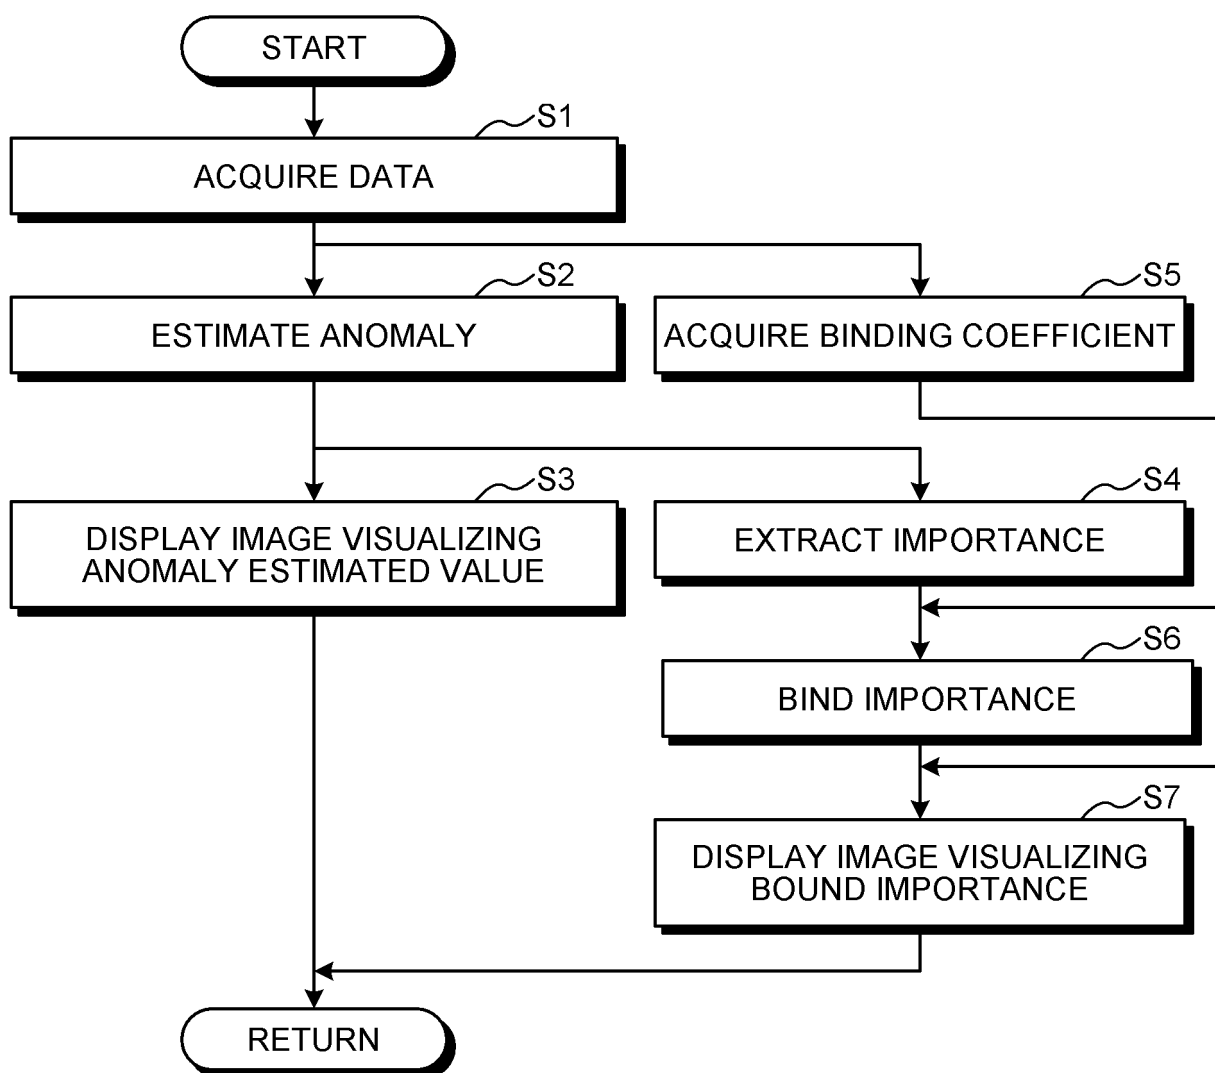 START
S1
ACQUIRE DATA
S2
ESTIMATE ANOMALY
S5
ACQUIRE BINDING COEFFICIENT
S3
DISPLAY IMAGE VISUALIZING
ANOMALY ESTIMATED VALUE
S4
EXTRACT IMPORTANCE
S6
BIND IMPORTANCE
S7
DISPLAY IMAGE VISUALIZING
BOUND IMPORTANCE
RETURN